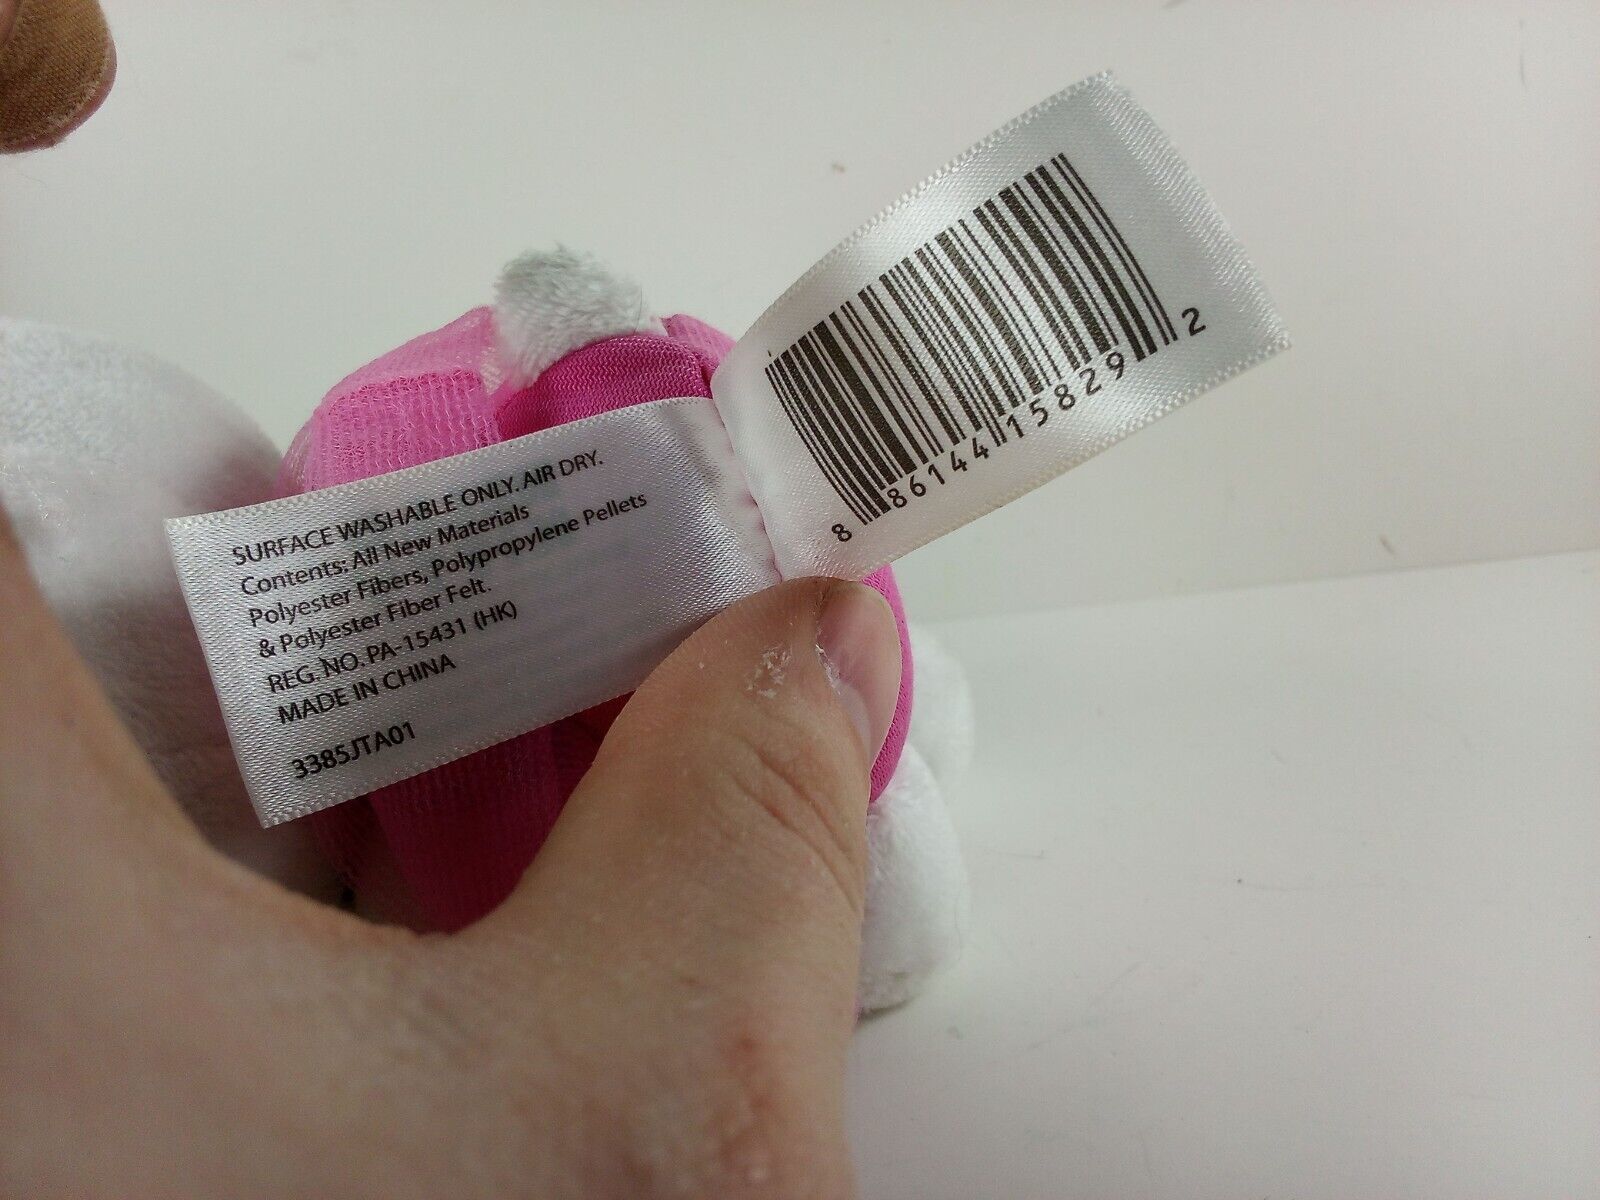 SURFACE WASHABLE ONLY. AIR DRY.
Contents: All New Materials
Polyester Fibers, Polypropylene Pellets
& Polyester Fiber Felt.
REG. NO. PA-15431 (HK)
MADE IN CHINA
3385JTA01
8 86144 15829 2